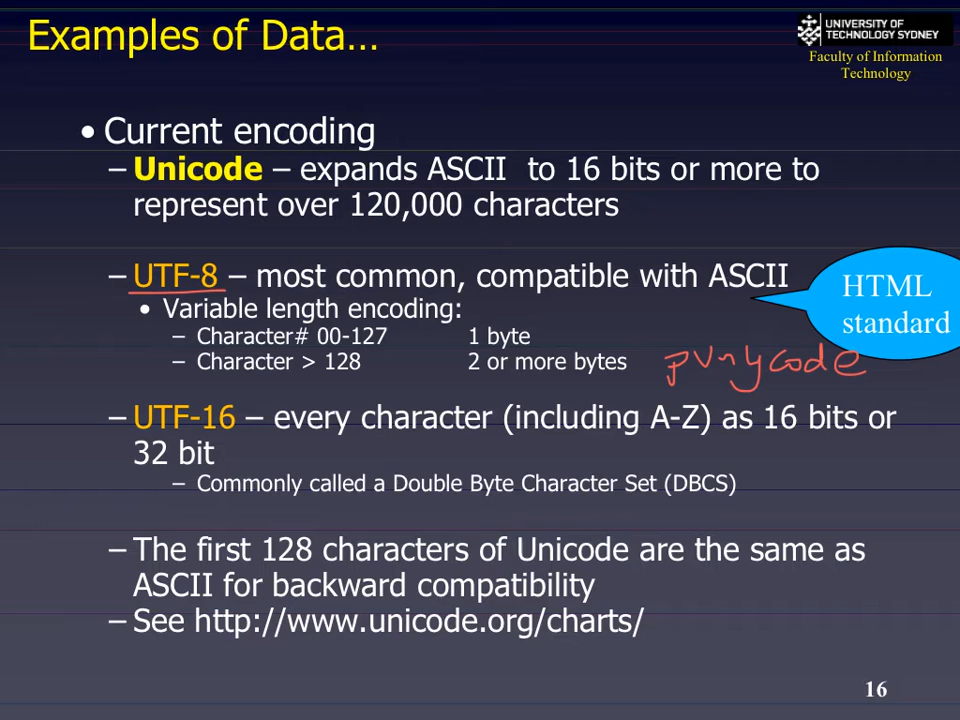 Examples of Data…
UNIVERSITY OF
TECHNOLOGY SYDNEY
Faculty of Information
Technology
• Current encoding
– Unicode – expands ASCII to 16 bits or more to
represent over 120,000 characters
– UTF-8 – most common, compatible with ASCII
HTML
standard
• Variable length encoding:
– Character# 00-127 1 byte
– Character > 128 2 or more bytes
punycode
– UTF-16 – every character (including A-Z) as 16 bits or
32 bit
– Commonly called a Double Byte Character Set (DBCS)
– The first 128 characters of Unicode are the same as
ASCII for backward compatibility
– See http://www.unicode.org/charts/
16